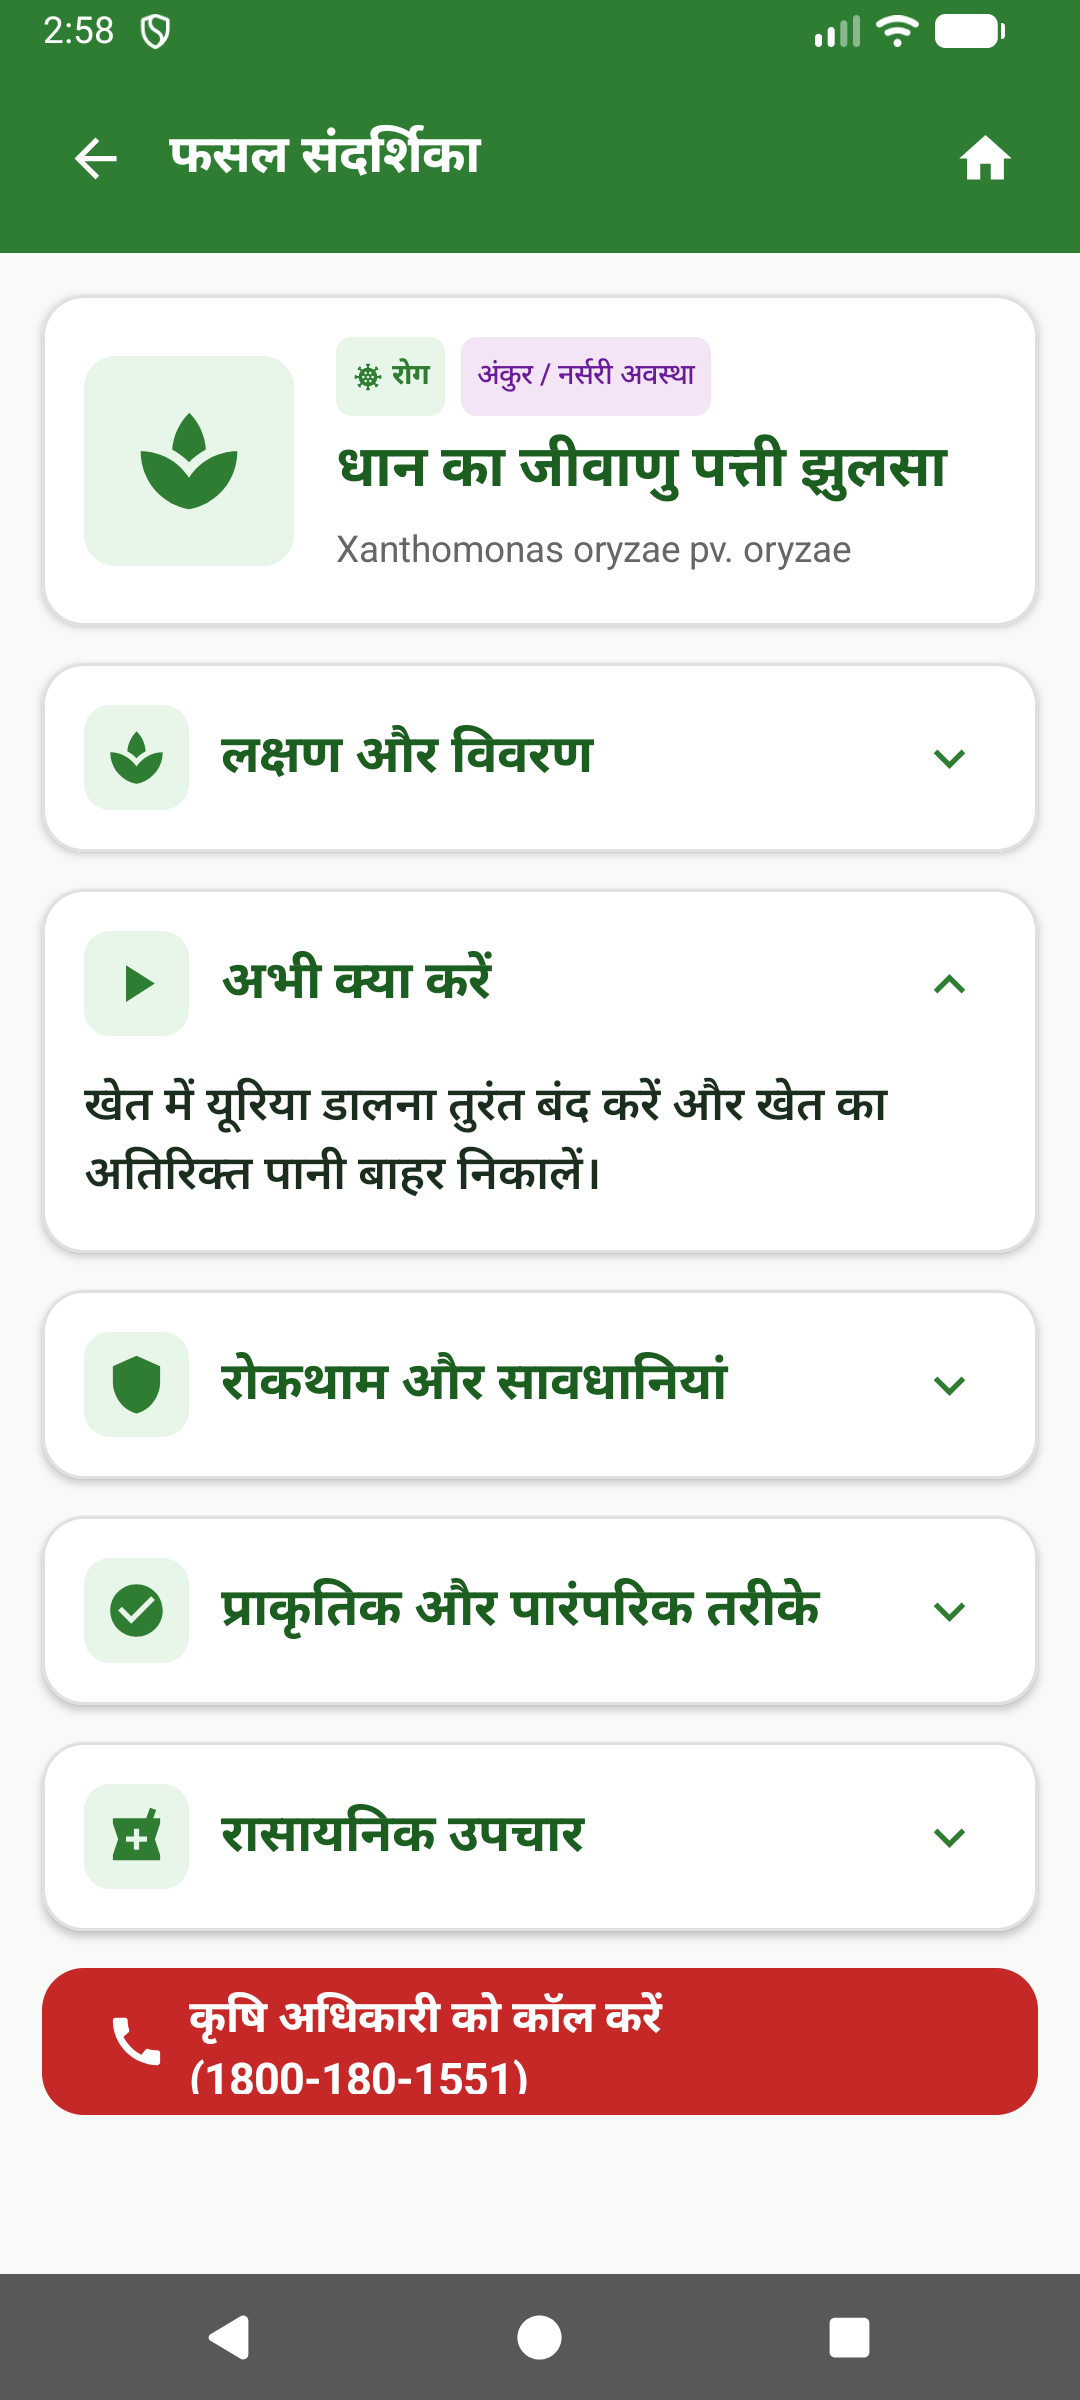 2:58
फसल संदर्शिका
रोग
अंकुर / नर्सरी अवस्था
धान का जीवाणु पत्ती झुलसा
Xanthomonas oryzae pv. oryzae
लक्षण और विवरण
अभी क्या करें
खेत में यूरिया डालना तुरंत बंद करें और खेत का
अतिरिक्त पानी बाहर निकालें।
रोकथाम और सावधानियां
प्राकृतिक और पारंपरिक तरीके
रासायनिक उपचार
कृषि अधिकारी को कॉल करें
(1800-180-1551)